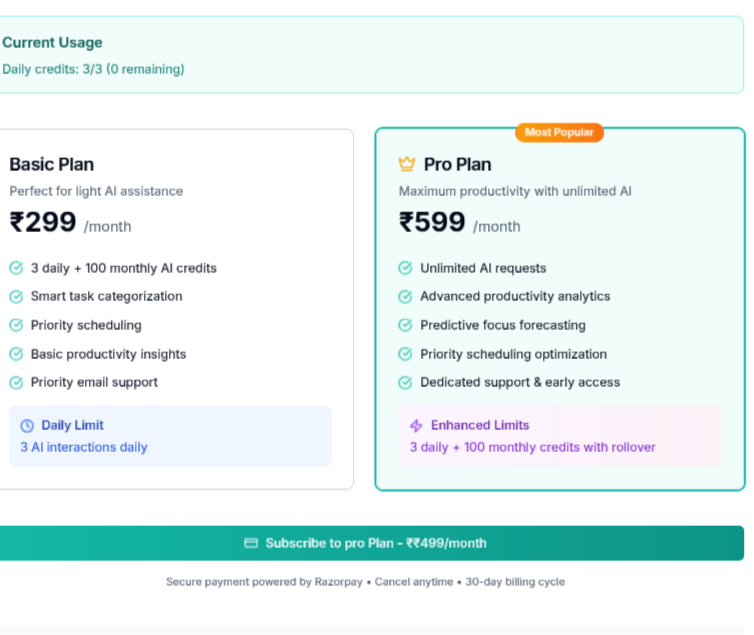 Current Usage
Daily credits: 3/3 (0 remaining)
Basic Plan
Perfect for light AI assistance
₹299 /month
3 daily + 100 monthly AI credits
Smart task categorization
Priority scheduling
Basic productivity insights
Priority email support
Daily Limit
3 AI interactions daily
Most Popular
Pro Plan
Maximum productivity with unlimited AI
₹599 /month
Unlimited AI requests
Advanced productivity analytics
Predictive focus forecasting
Priority scheduling optimization
Dedicated support & early access
Enhanced Limits
3 daily + 100 monthly credits with rollover
Subscribe to pro Plan - ₹₹499/month
Secure payment powered by Razorpay • Cancel anytime • 30-day billing cycle